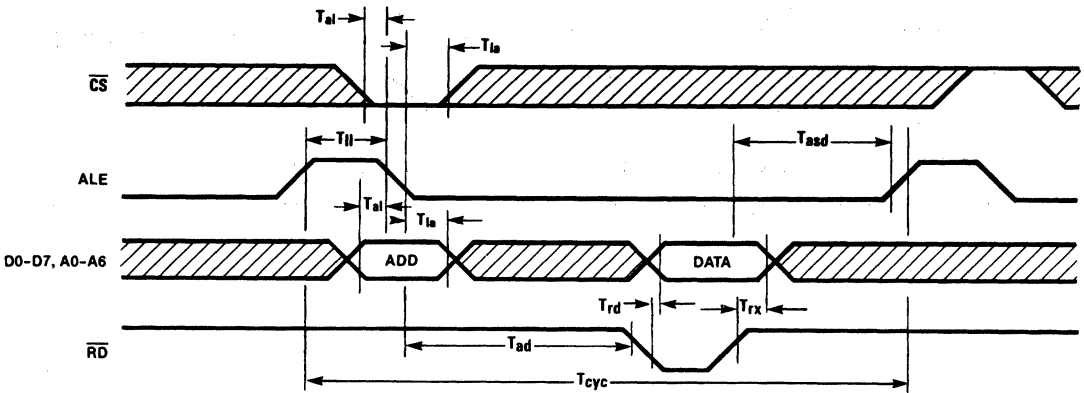 Tal
Tla
CS
Tll
Tasd
ALE
Tal
Tla
D0-D7, A0-A6
ADD
DATA
Trd
Trx
Tad
RD
Tcyc